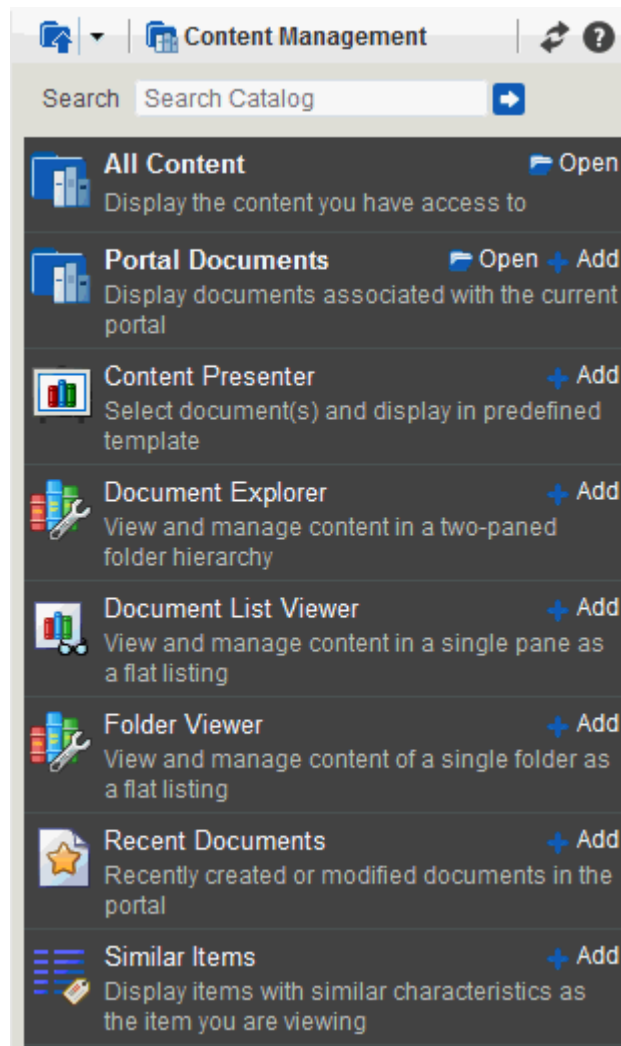 Content Management
Search Search Catalog
All Content Open
Display the content you have access to
Portal Documents Open Add
Display documents associated with the current
portal
Content Presenter Add
Select document(s) and display in predefined
template
Document Explorer Add
View and manage content in a two-paned
folder hierarchy
Document List Viewer Add
View and manage content in a single pane as
a flat listing
Folder Viewer Add
View and manage content of a single folder as
a flat listing
Recent Documents Add
Recently created or modified documents in the
portal
Similar Items Add
Display items with similar characteristics as
the item you are viewing